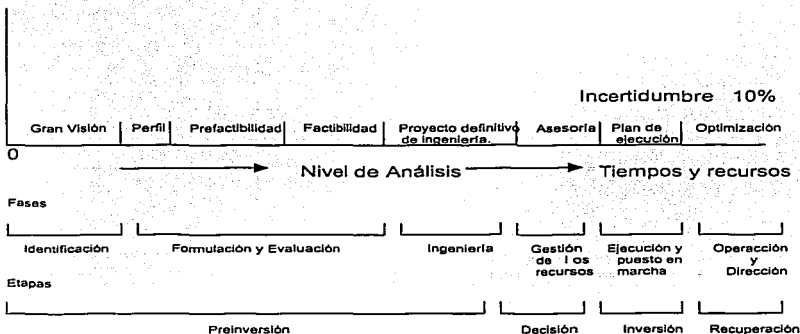 Incertidumbre 10%
Gran Visión Perfil Prefactibilidad Factibilidad Proyecto definitivo de ingeniería. Asesoría Plan de ejecución Optimización
0
Nivel de Análisis Tiempos y recursos
Fases
Identificación Formulación y Evaluación Ingeniería Gestión de l os recursos Ejecución y puesto en marcha Operacción y Dirección
Etapas
Preinversión Decisión Inversión Recuperación